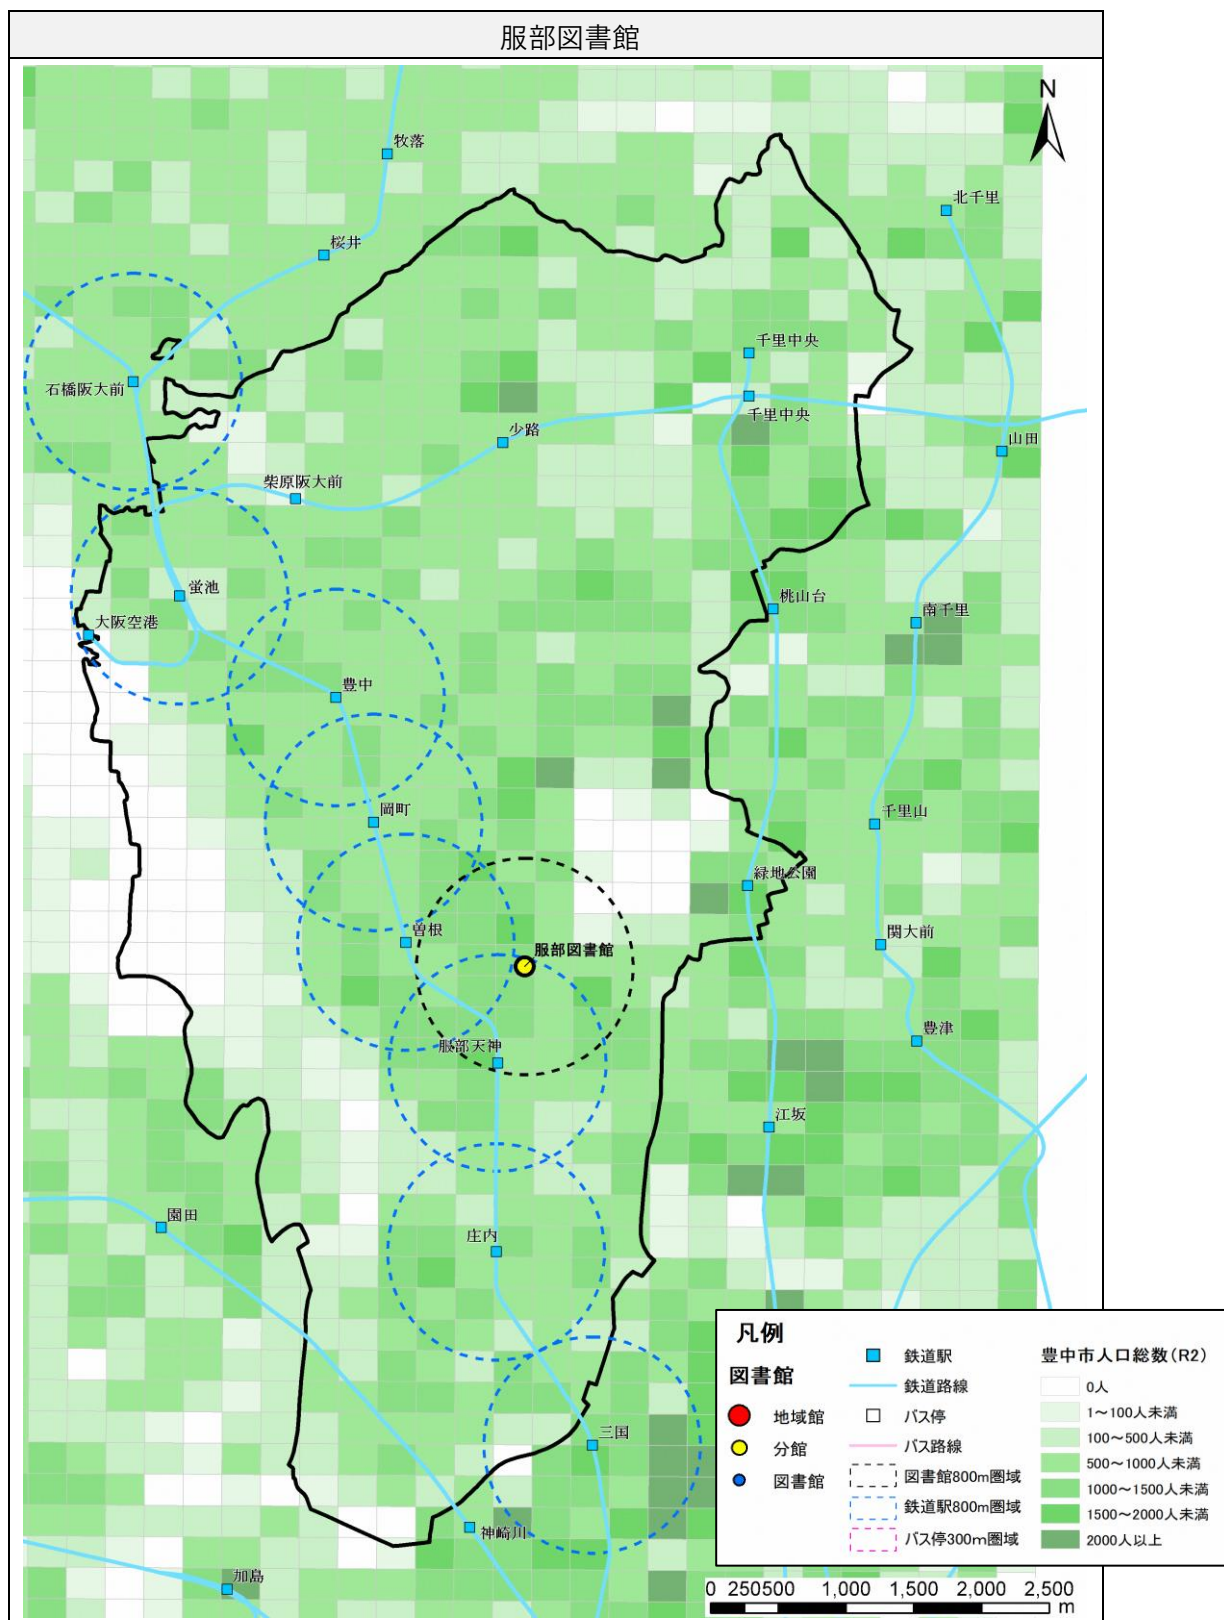 服部図書館
N
牧落
北千里
桜井
千里中央
石橋阪大前
千里中央
少路
山田
柴原阪大前
蛍池
桃山台
大阪空港
南千里
豊中
岡町
千里山
緑地公園
曽根
関大前
服部図書館
豊津
服部天神
江坂
園田
庄内
三国
神崎川
加島
凡例
図書館
地域館
分館
図書館
鉄道駅
鉄道路線
バス停
バス路線
図書館800m圏域
鉄道駅800m圏域
バス停300m圏域
豊中市人口総数(R2)
0人
1~100人未満
100~500人未満
500~1000人未満
1000~1500人未満
1500~2000人未満
2000人以上
0 250500 1,000 1,500 2,000 2,500
m